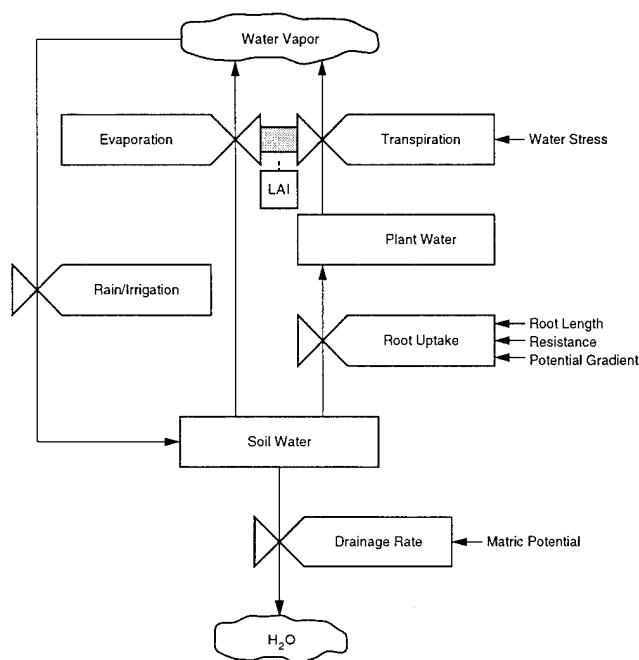 Water Vapor
Evaporation
Transpiration
Water Stress
LAI
Plant Water
Rain/Irrigation
Root Length
Root Uptake
Resistance
Potential Gradient
Soil Water
Drainage Rate
Matric Potential
H₂O